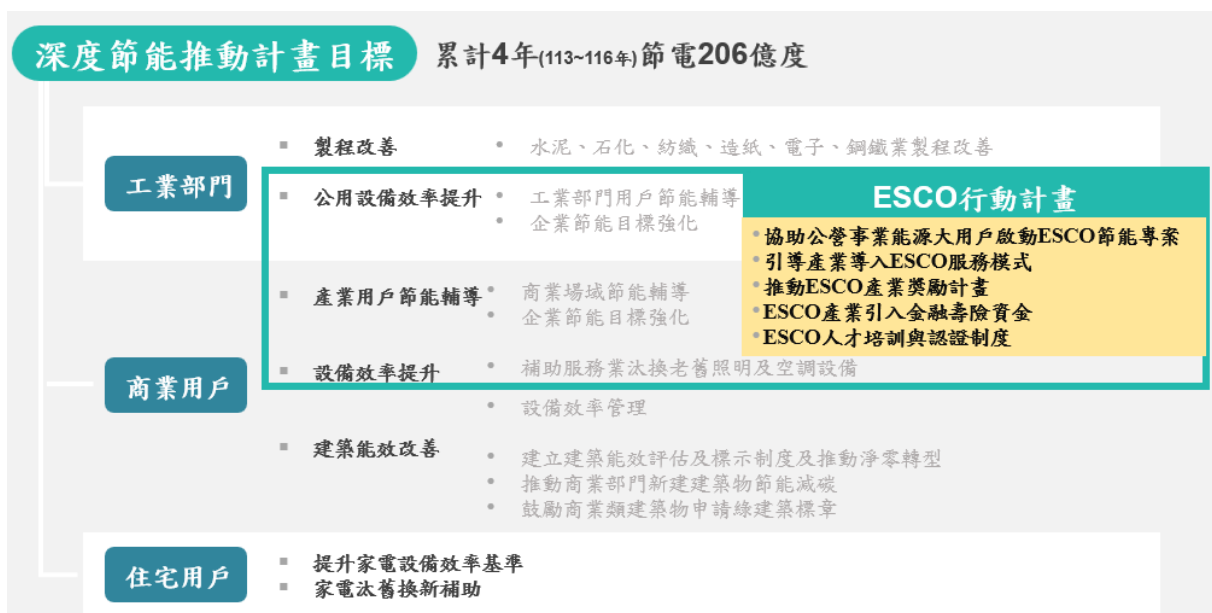 深度節能推動計畫目標 累計4年(113~116年)節電206億度
工業部門
▪ 製程改善
• 水泥、石化、紡織、造紙、電子、鋼鐵業製程改善
▪ 公用設備效率提升
• 工業部門用戶節能輔導
• 企業節能目標強化
ESCO行動計畫
•協助公營事業能源大用戶啟動ESCO節能專案
•引導產業導入ESCO服務模式
•推動ESCO產業獎勵計畫
•ESCO產業引入金融壽險資金
•ESCO人才培訓與認證制度
商業用戶
▪ 產業用戶節能輔導
• 商業場域節能輔導
• 企業節能目標強化
▪ 設備效率提升
• 補助服務業汰換老舊照明及空調設備
• 設備效率管理
▪ 建築能效改善
• 建立建築能效評估及標示制度及推動淨零轉型
• 推動商業部門新建建築物節能減碳
• 鼓勵商業類建築物申請綠建築標章
住宅用戶
▪ 提升家電設備效率基準
▪ 家電汰舊換新補助